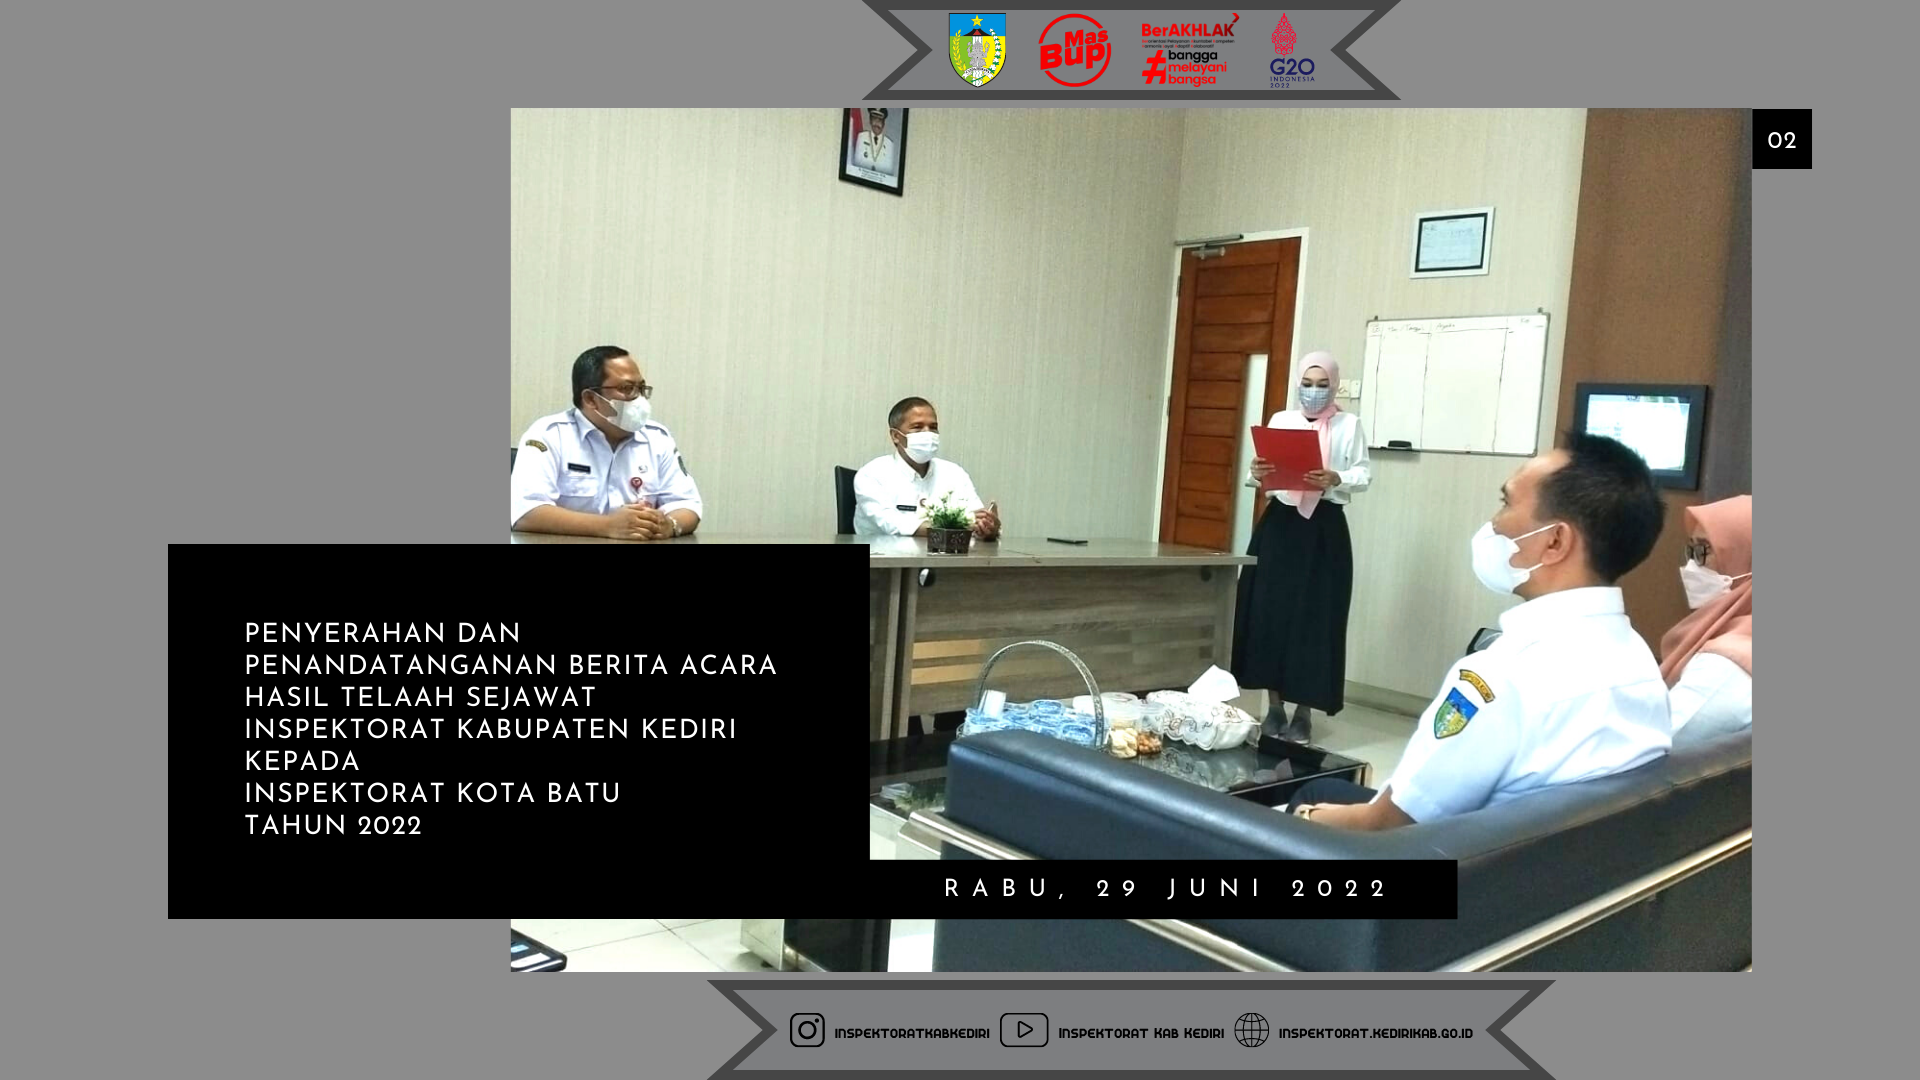 Mas
Bup
BerAKHLAK
#bangga
melayani
bangsa
G20
INDONESIA
2022
02
PENYERAHAN DAN
PENANDATANGANAN BERITA ACARA
HASIL TELAAH SEJAWAT
INSPEKTORAT KABUPATEN KEDIRI
KEPADA
INSPEKTORAT KOTA BATU
TAHUN 2022
RABU, 29 JUNI 2022
INSPEKTORATKABKEDIRI
INSPEKTORAT KAB KEDIRI
INSPEKTORAT.KEDIRIKAB.GO.ID